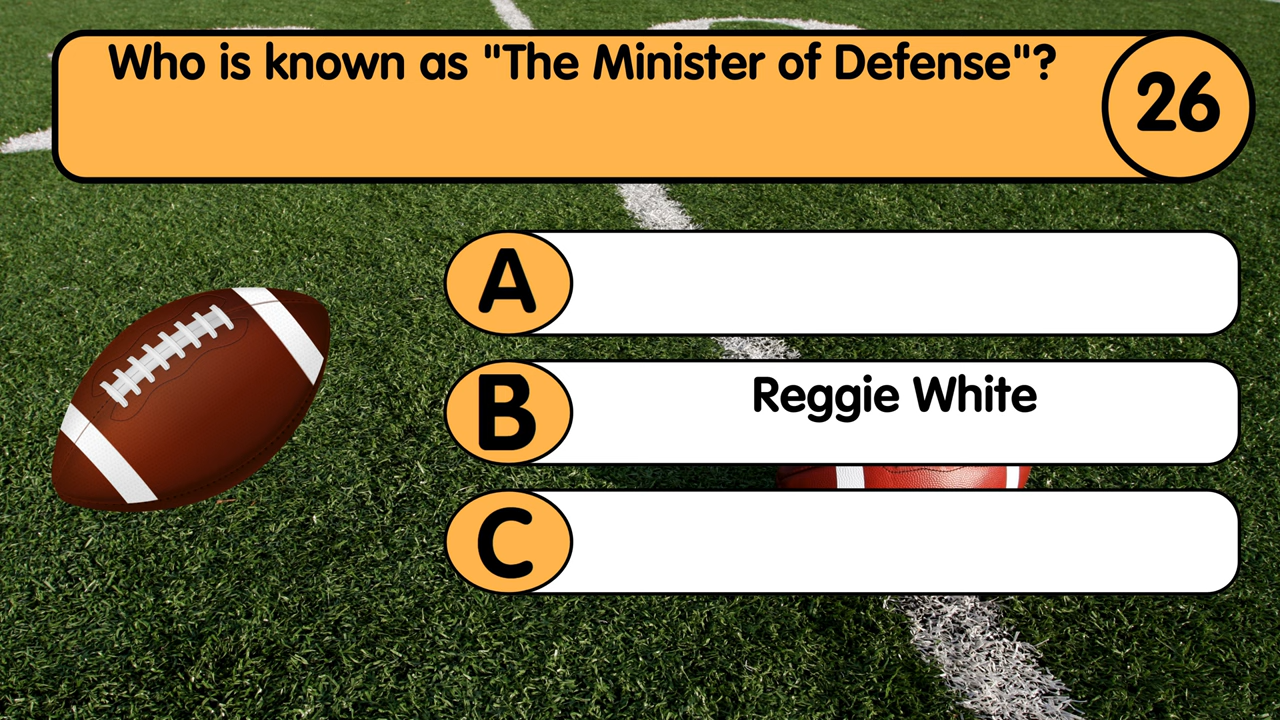 Who is known as "The Minister of Defense"?
26
A
B
Reggie White
C